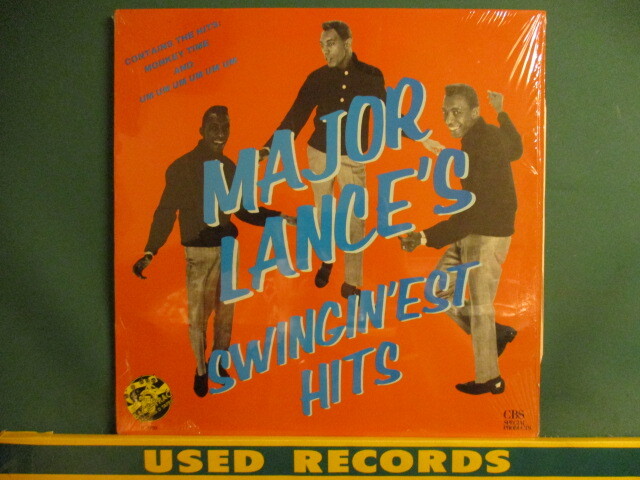 CONTAINS THE HITS:
MONKEY TIME
AND
UM UM UM UM UM UM
MAJOR
LANCE'S
SWINGIN'EST
HITS
CBS
SPECIAL
PRODUCTS
USED RECORDS